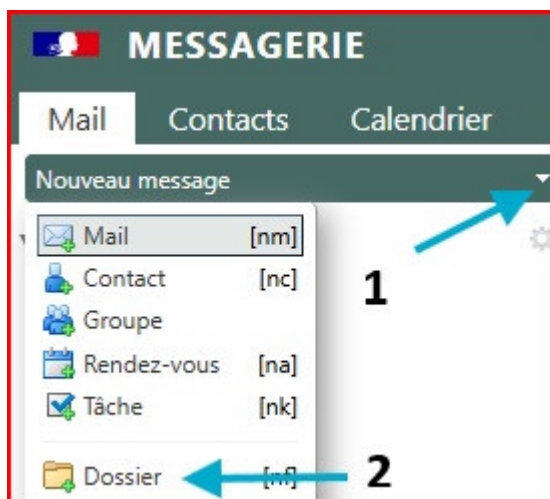 MESSAGERIE
Mail Contacts Calendrier
Nouveau message
Mail [nm]
Contact [nc]
Groupe
Rendez-vous [na]
Tâche [nk]
Dossier [nf]
1
2